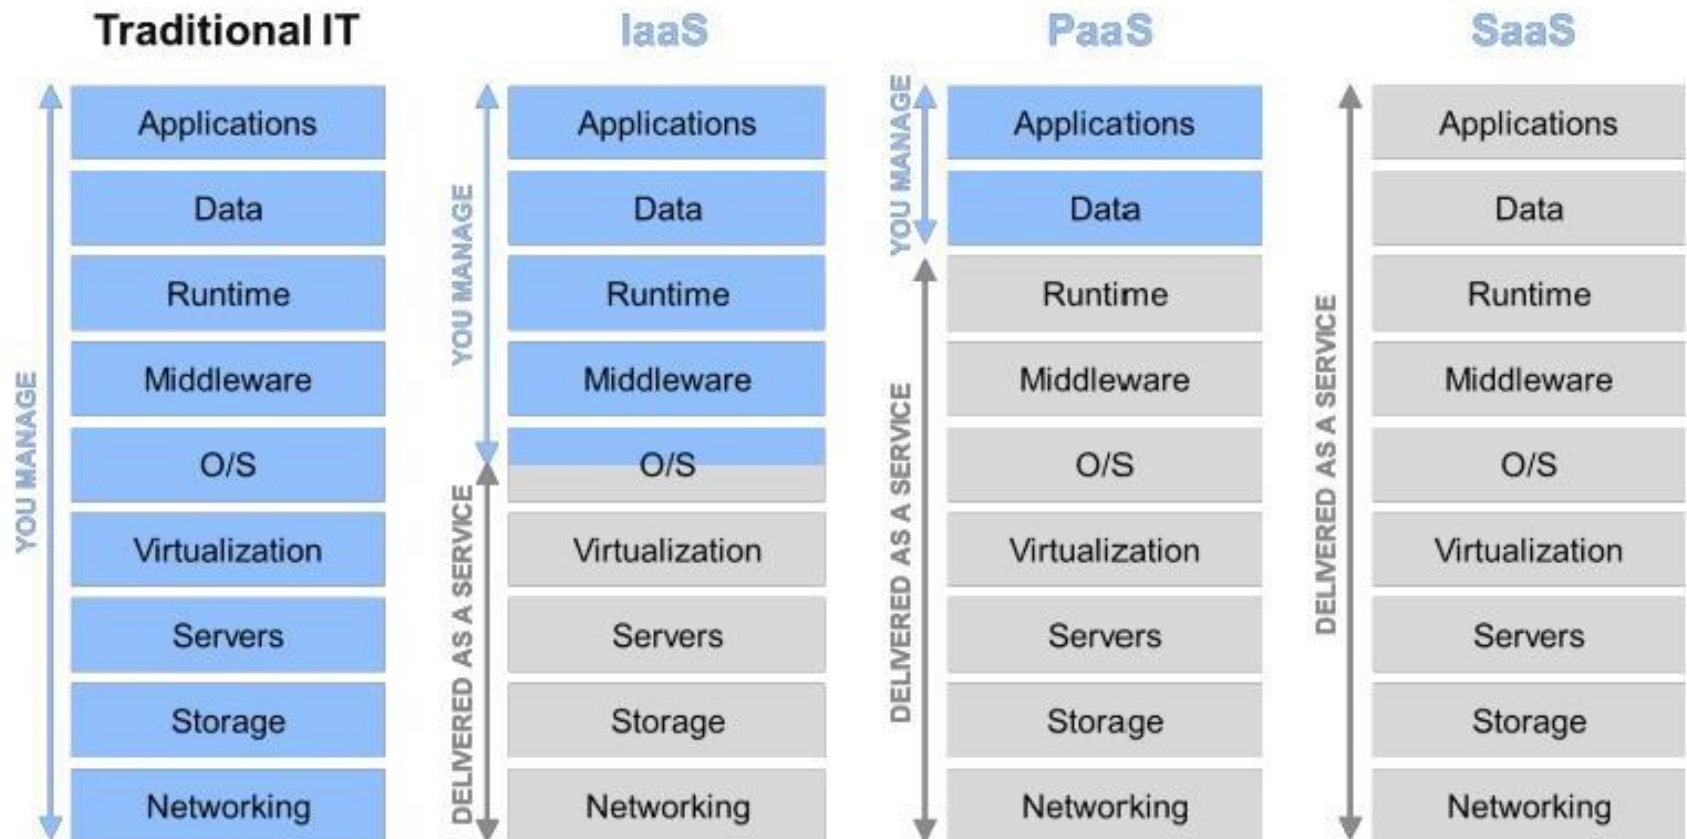 Traditional IT
IaaS
PaaS
SaaS
YOU MANAGE
Applications
Data
Runtime
Middleware
O/S
Virtualization
Servers
Storage
Networking
YOU MANAGE
DELIVERED AS A SERVICE
Applications
Data
Runtime
Middleware
O/S
Virtualization
Servers
Storage
Networking
YOU MANAGE
DELIVERED AS A SERVICE
Applications
Data
Runtime
Middleware
O/S
Virtualization
Servers
Storage
Networking
DELIVERED AS A SERVICE
Applications
Data
Runtime
Middleware
O/S
Virtualization
Servers
Storage
Networking